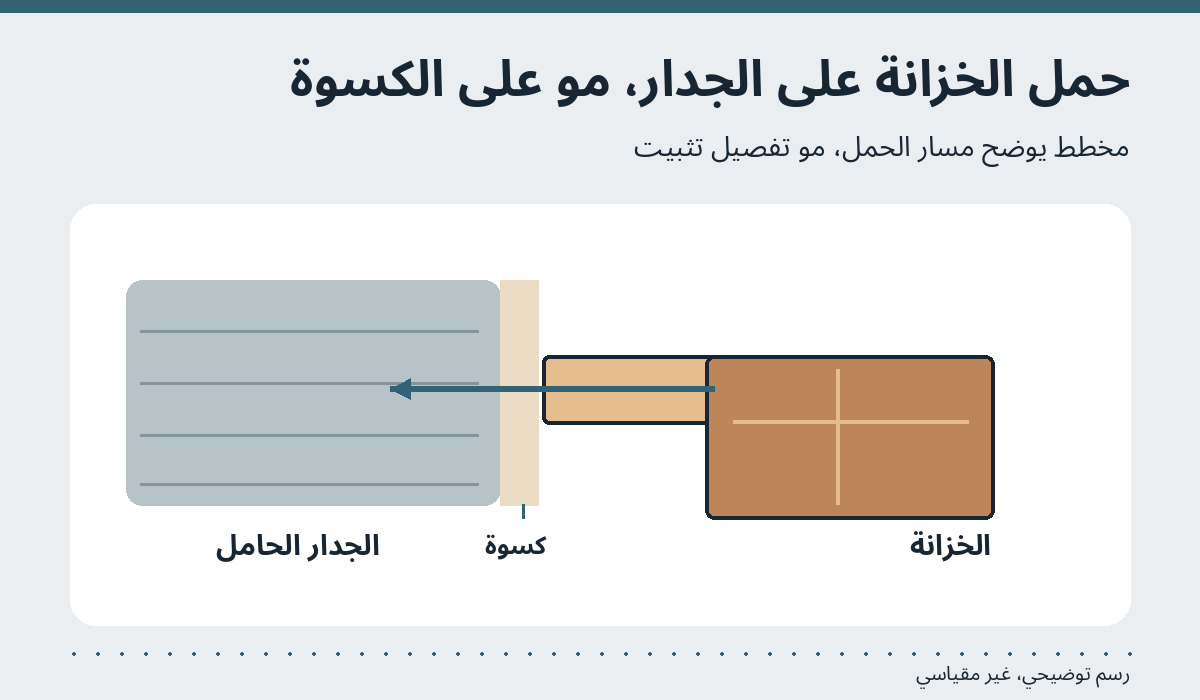 حمل الخزانة على الجدار، مو على الكسوة
مخطط يوضح مسار الحمل، مو تفصيل تثبيت
الخزانة
كسوة
الجدار الحامل
رسم توضيحي، غير مقياسي